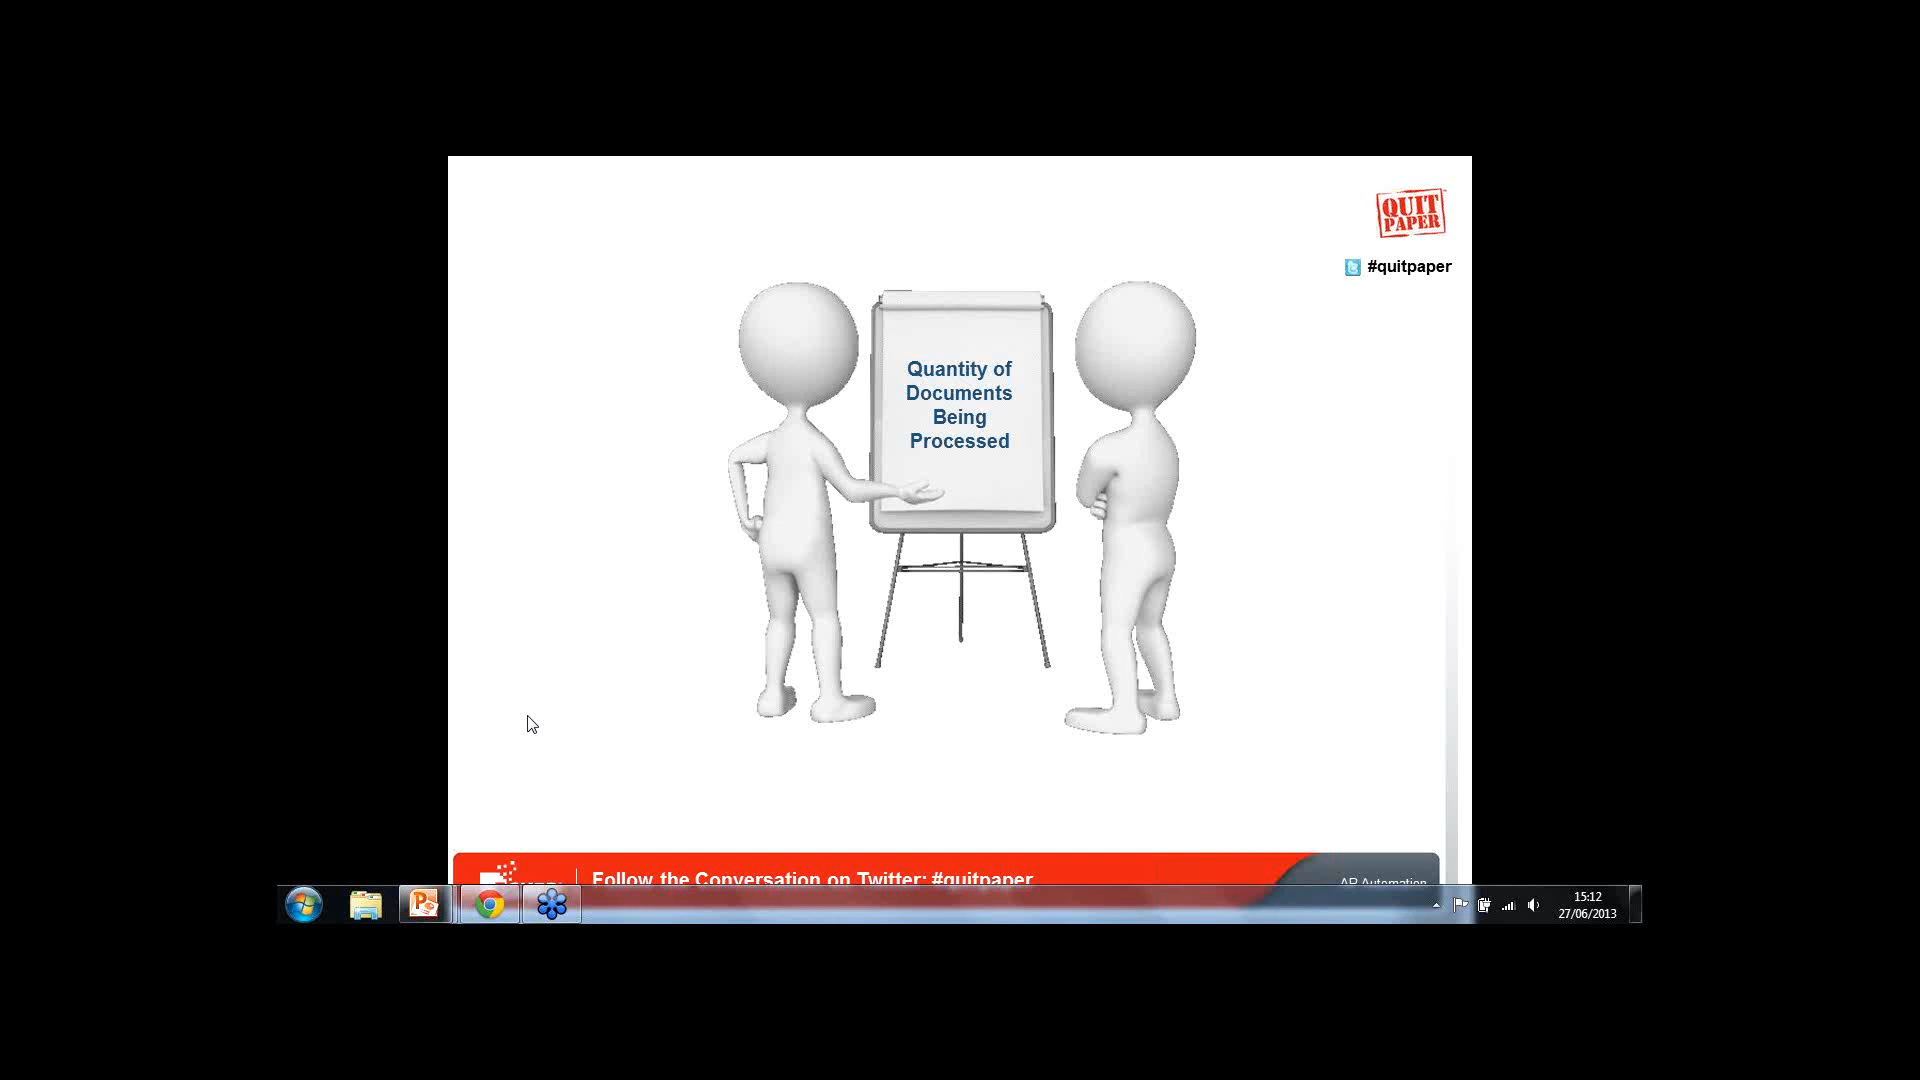 QUIT
PAPER
#quitpaper
Quantity of
Documents
Being
Processed
Follow the Conversation on Twitter: #quitpaper
AP Automation
15:12
27/06/2013